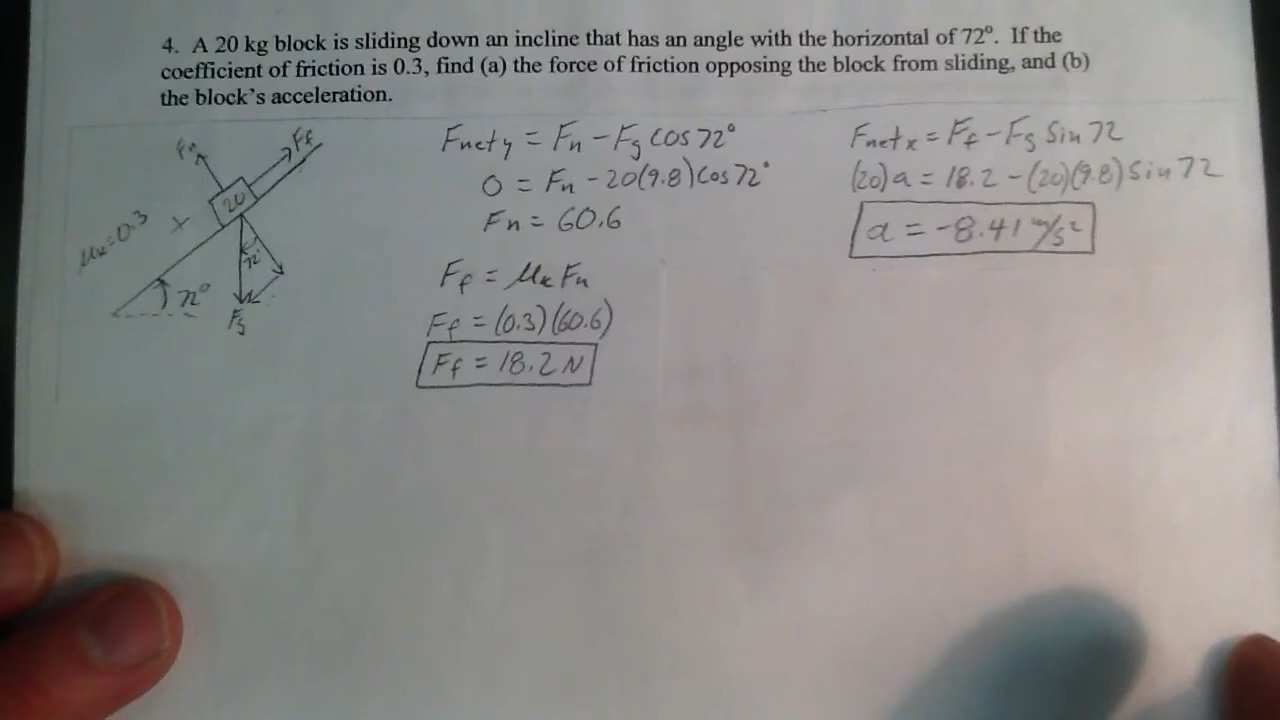 4. A 20 kg block is sliding down an incline that has an angle with the horizontal of 72°. If the
coefficient of friction is 0.3, find (a) the force of friction opposing the block from sliding, and (b)
the block's acceleration.
Fn
Ff
20
x
μk=0.3
72°
72°
Fg
Fnety = Fn - Fg cos 72°
0 = Fn - 20(9.8)Cos 72°
Fn = 60.6
Ff = μk Fn
Ff = (0.3)(60.6)
Ff = 18.2 N
Fnetx = Ff - Fg Sin 72
(20)a = 18.2 - (20)(9.8) Sin 72
a = -8.41 m/s²